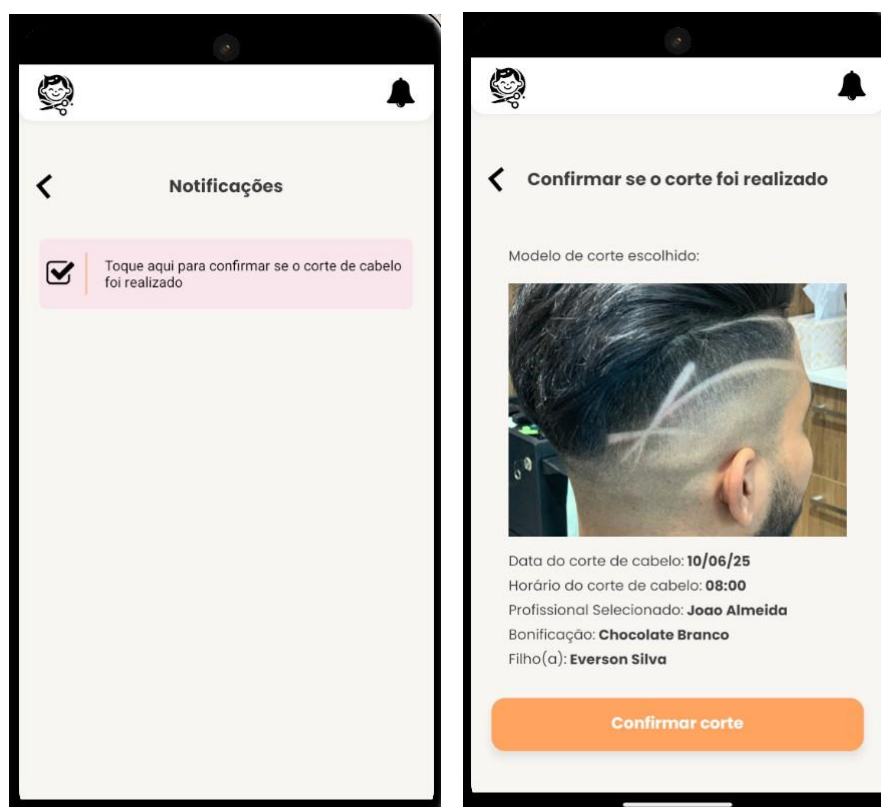 Notificações
Toque aqui para confirmar se o corte de cabelo
foi realizado
Confirmar se o corte foi realizado
Modelo de corte escolhido:
Data do corte de cabelo: 10/06/25
Horário do corte de cabelo: 08:00
Profissional Selecionado: Joao Almeida
Bonificação: Chocolate Branco
Filho(a): Everson Silva
Confirmar corte